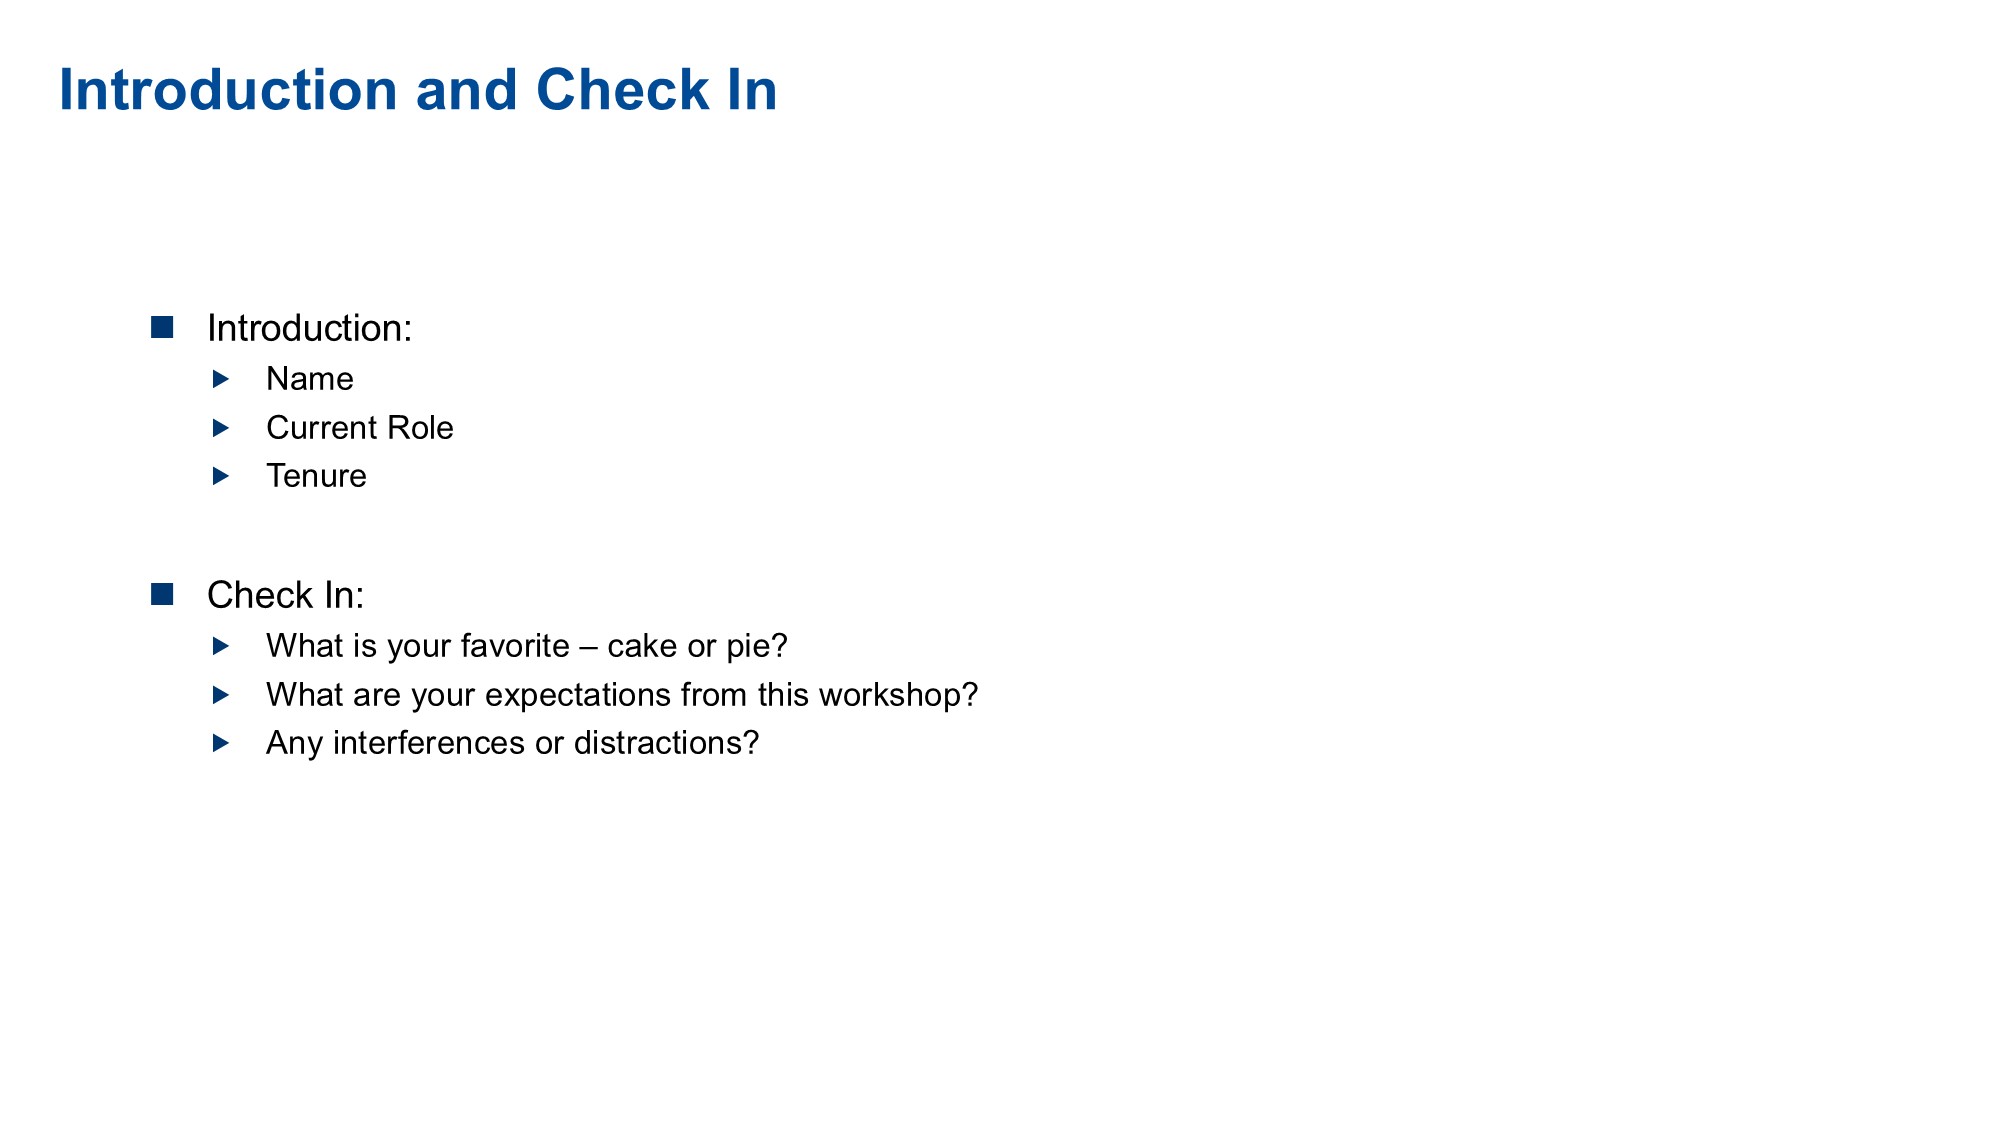 Introduction and Check In
Introduction:
Name
Current Role
Tenure
Check In:
What is your favorite – cake or pie?
What are your expectations from this workshop?
Any interferences or distractions?